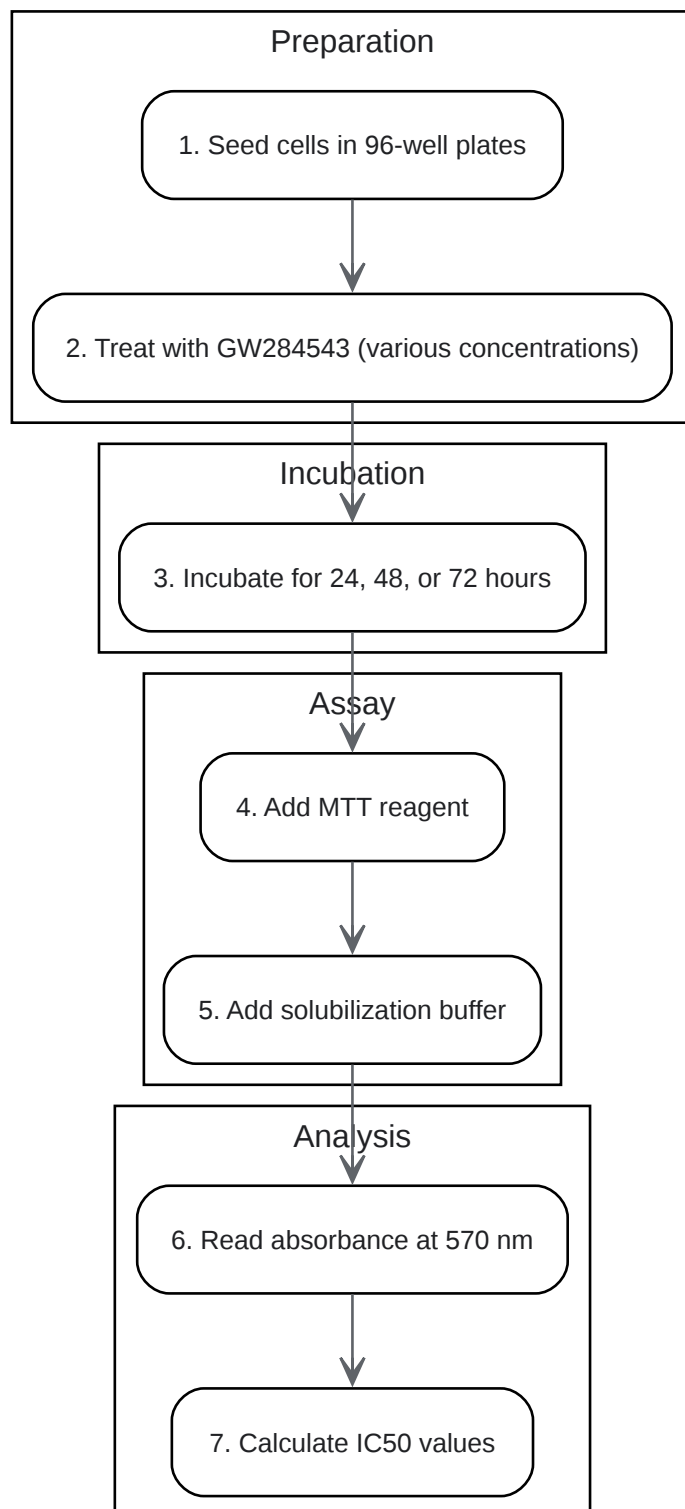 Preparation
1. Seed cells in 96-well plates
2. Treat with GW284543 (various concentrations)
Incubation
3. Incubate for 24, 48, or 72 hours
Assay
4. Add MTT reagent
5. Add solubilization buffer
Analysis
6. Read absorbance at 570 nm
7. Calculate IC50 values